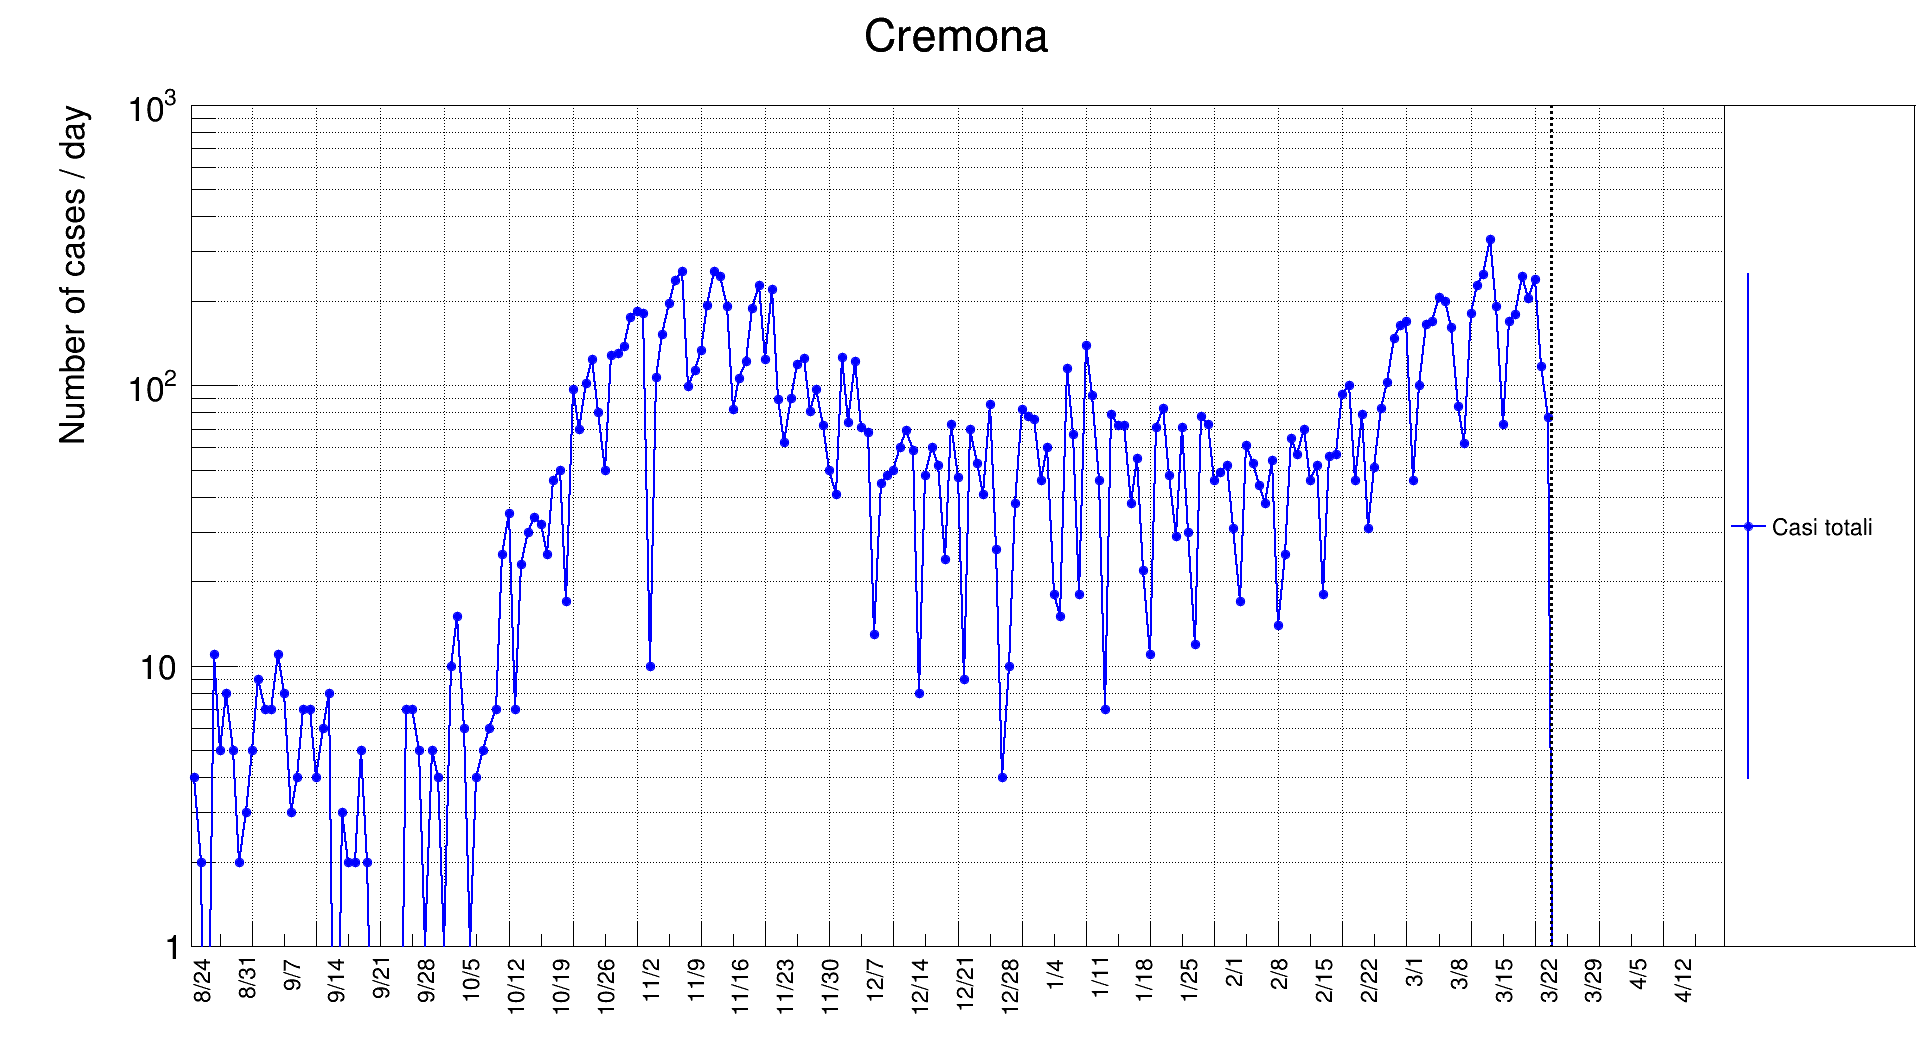 Cremona
Number of cases / day
10³
10²
10
1
8/24 8/31 9/7 9/14 9/21 9/28 10/5 10/12 10/19 10/26 11/2 11/9 11/16 11/23 11/30 12/7 12/14 12/21 12/28 1/4 1/11 1/18 1/25 2/1 2/8 2/15 2/22 3/1 3/8 3/15 3/22 3/29 4/5 4/12
Casi totali